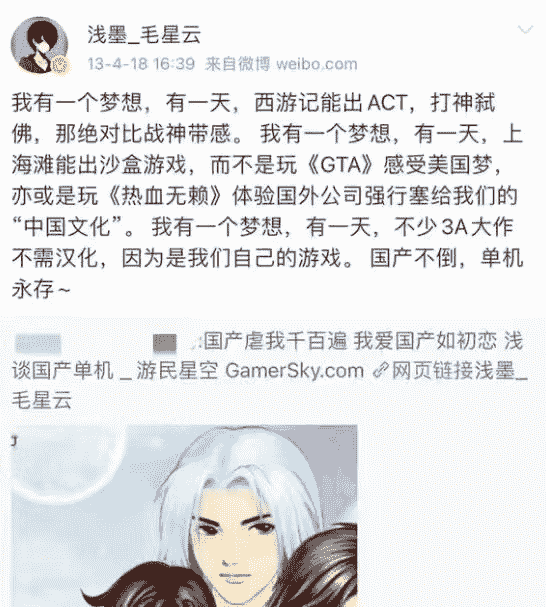 浅墨_毛星云
13-4-18 16:39 来自微博 weibo.com
我有一个梦想，有一天，西游记能出ACT，打神弑
佛，那绝对比战神带感。 我有一个梦想，有一天，上
海滩能出沙盒游戏，而不是玩《GTA》感受美国梦，
亦或是玩《热血无赖》体验国外公司强行塞给我们的
“中国文化”。 我有一个梦想，有一天，不少3A大作
不需汉化，因为是我们自己的游戏。 国产不倒，单机
永存～
:国产虐我千百遍 我爱国产如初恋 浅
谈国产单机 _ 游民星空 GamerSky.com 网页链接浅墨_
毛星云